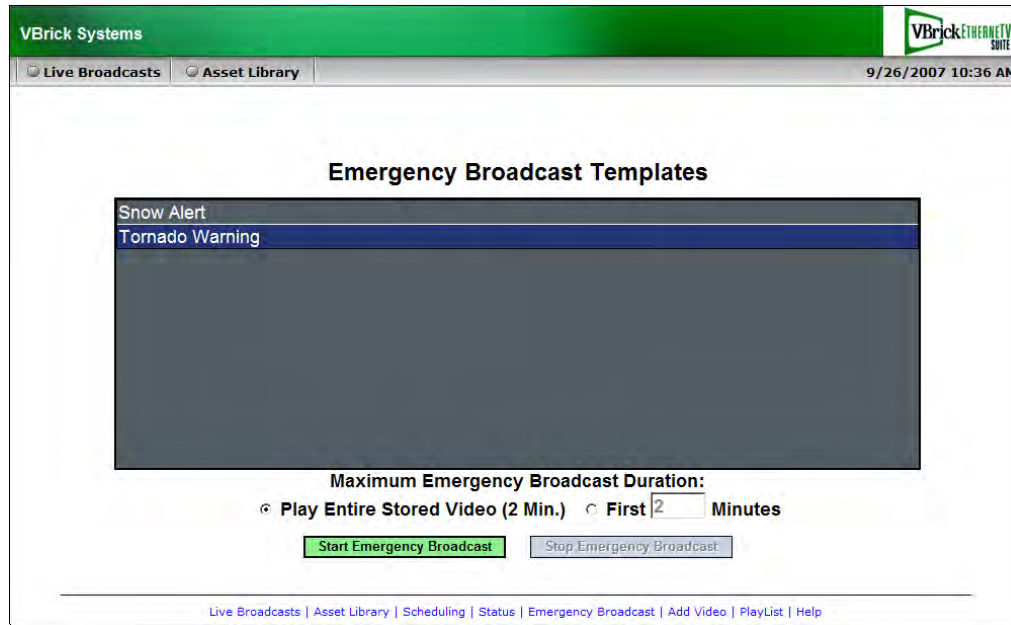 VBrick Systems
VBrick ETHERNETV SUITE
Live Broadcasts Asset Library 9/26/2007 10:36 AM
Emergency Broadcast Templates
Snow Alert
Tornado Warning
Maximum Emergency Broadcast Duration:
Play Entire Stored Video (2 Min.) First 2 Minutes
Start Emergency Broadcast Stop Emergency Broadcast
Live Broadcasts | Asset Library | Scheduling | Status | Emergency Broadcast | Add Video | PlayList | Help